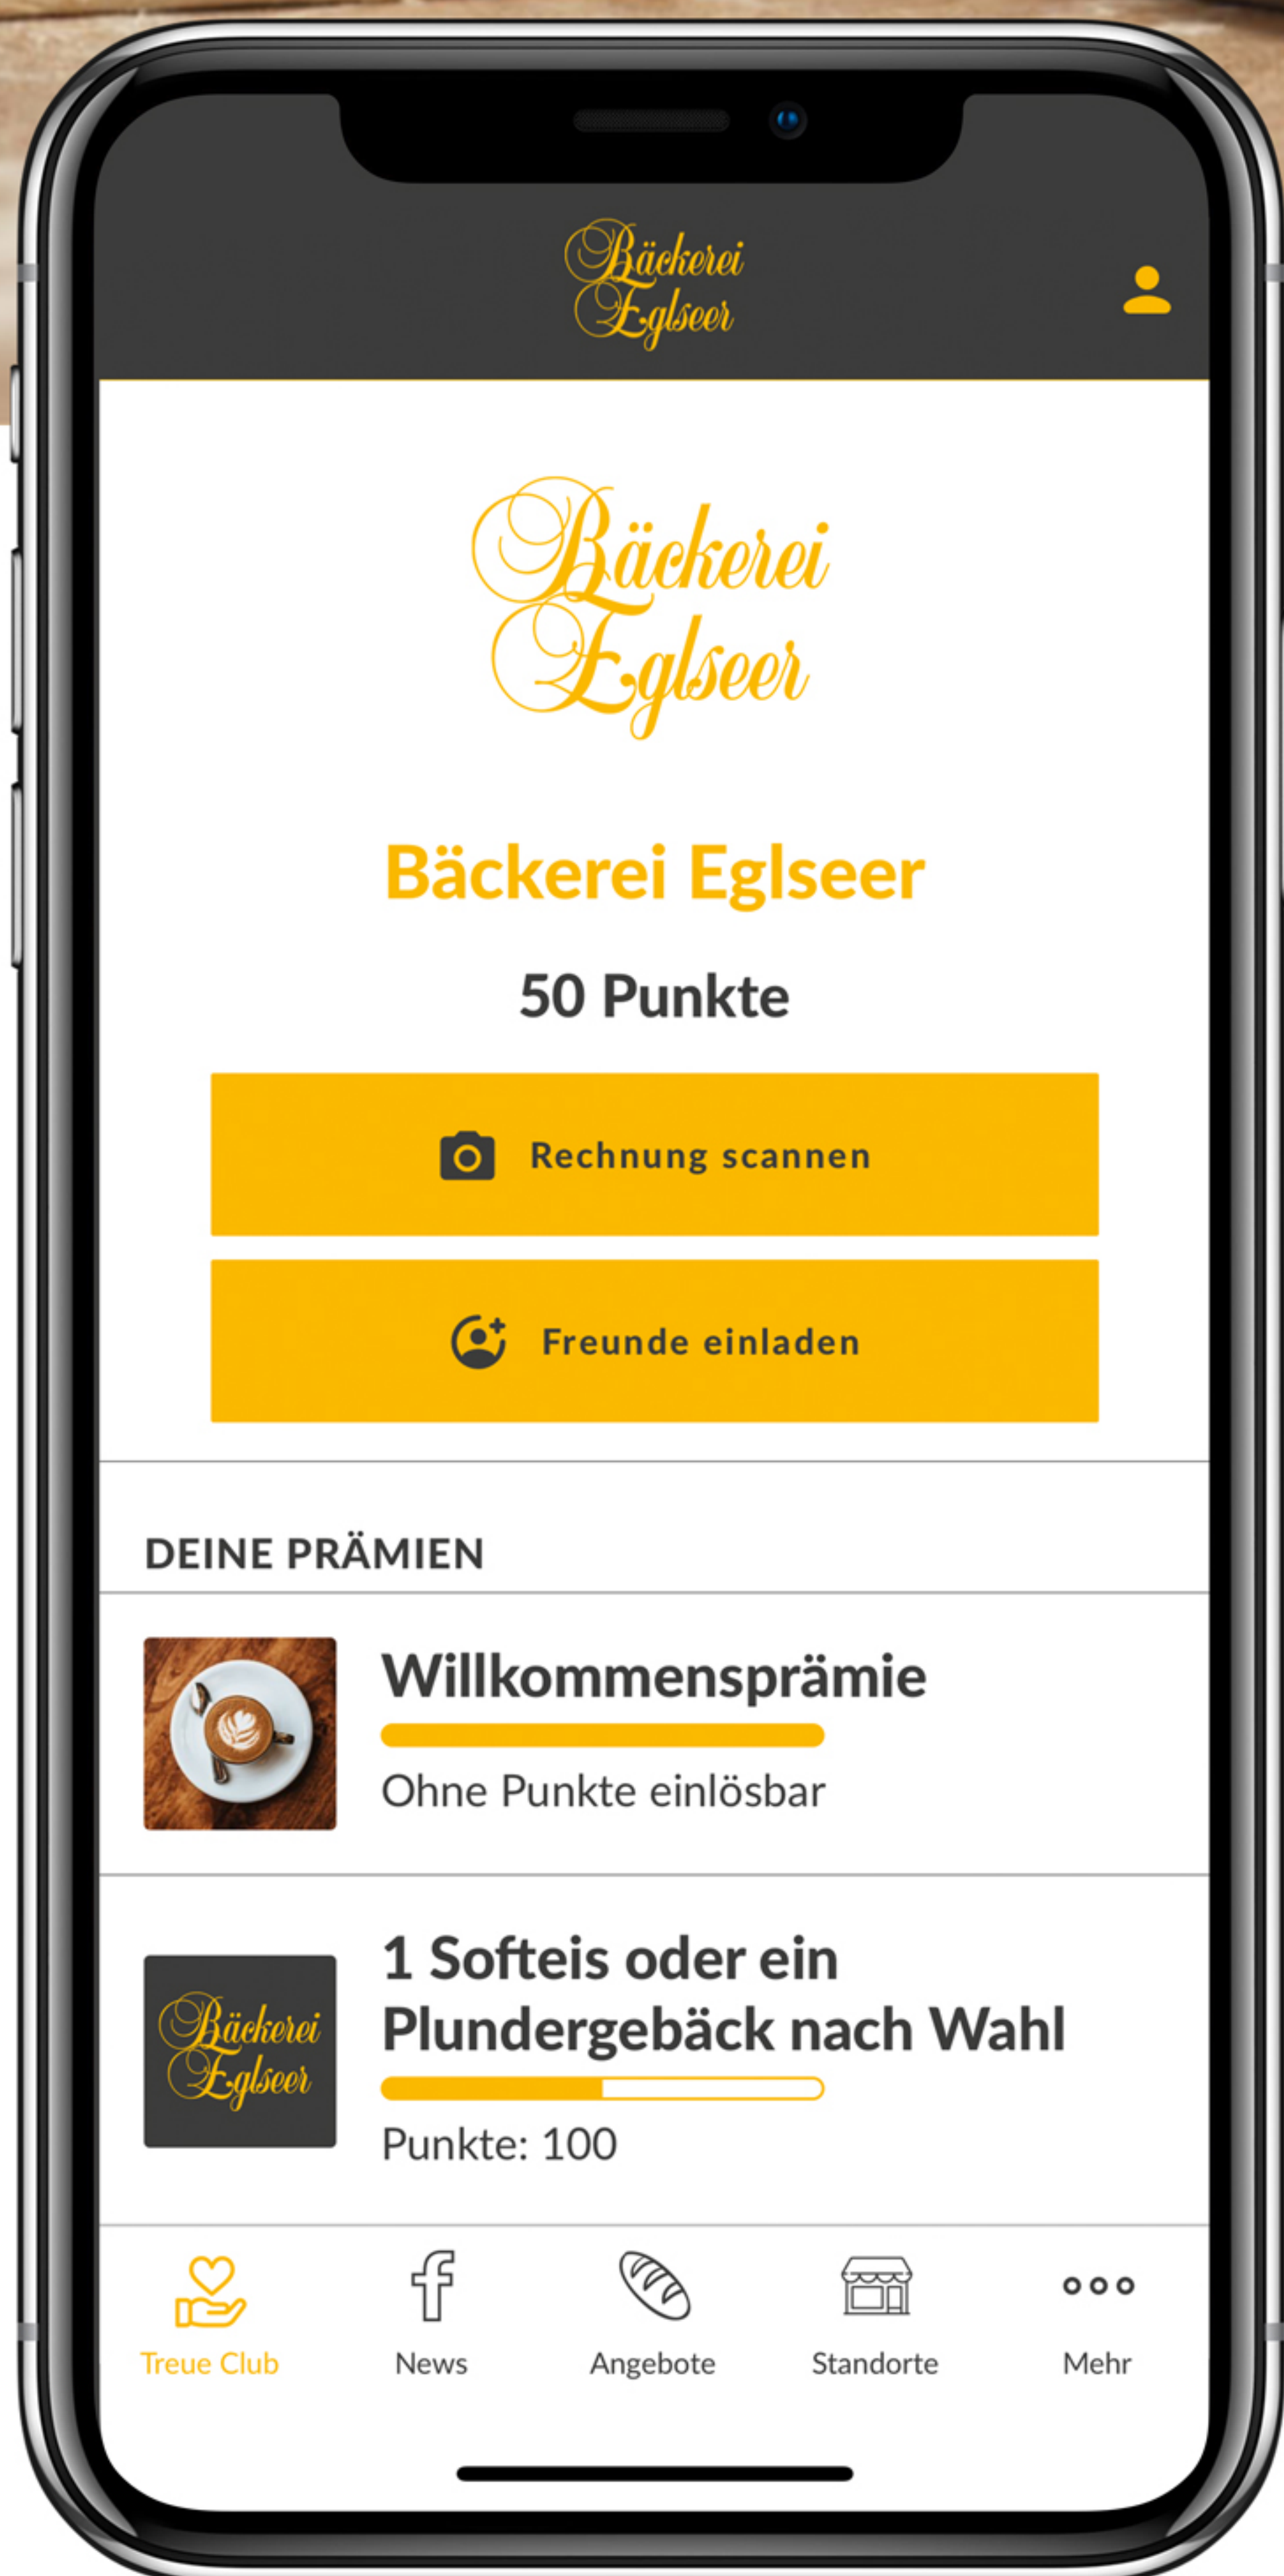 Bäckerei
Eglseer
Bäckerei
Eglseer
Bäckerei Eglseer
50 Punkte
Rechnung scannen
Freunde einladen
DEINE PRÄMIEN
Willkommensprämie
Ohne Punkte einlösbar
Bäckerei
Eglseer
1 Softeis oder ein
Plundergebäck nach Wahl
Punkte: 100
Treue Club
News
Angebote
Standorte
Mehr